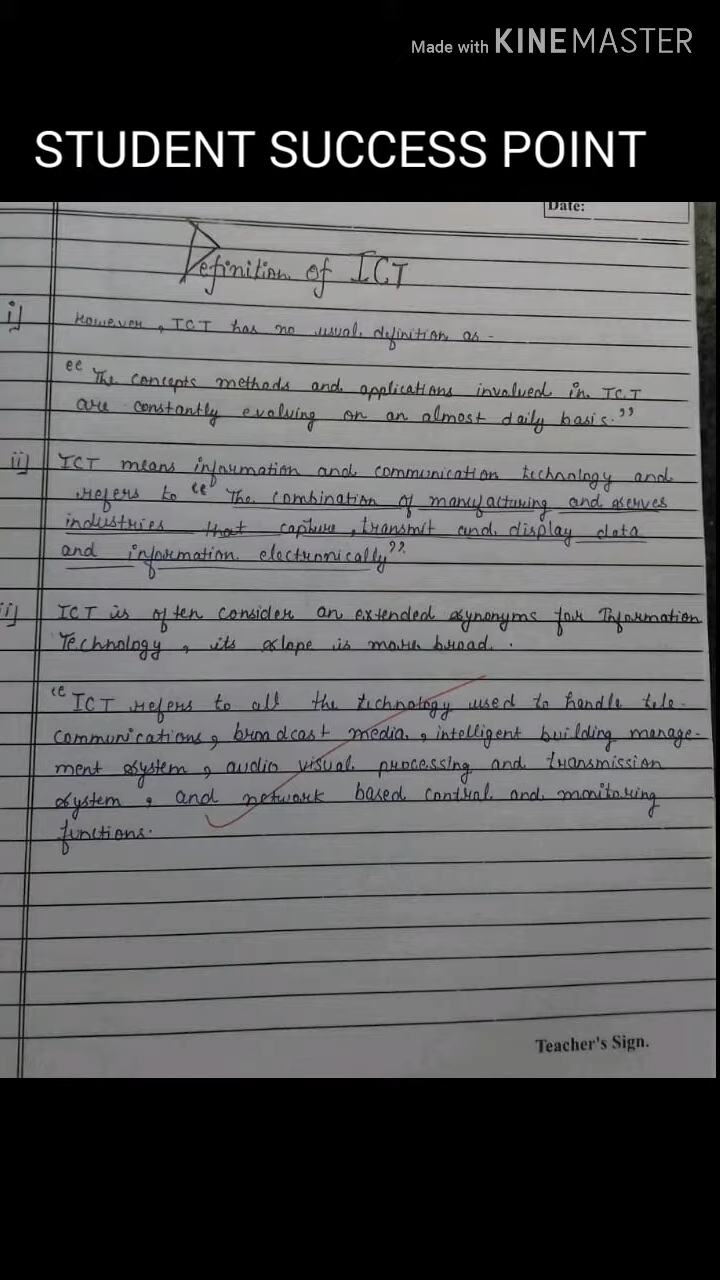 Made with KINEMASTER
STUDENT SUCCESS POINT
Date:
Definition of ICT
i] However, ICT has no usual definition as -
“ The concepts methods and applications involved in ICT
are constantly evolving on an almost daily basis.”
ii] ICT means information and communication technology and
refers to “ The combination of manufacturing and serves
industries that capture, transmit and display data
and information electronically”.
ii] ICT is often consider an extended synonyms for Information
Technology, its slope is more broad.
“ ICT refers to all the technology used to handle tele-
communications, broadcast media, intelligent building manage-
ment system, audio visual processing and transmission
system, and network based control and monitoring
functions.
Teacher's Sign.